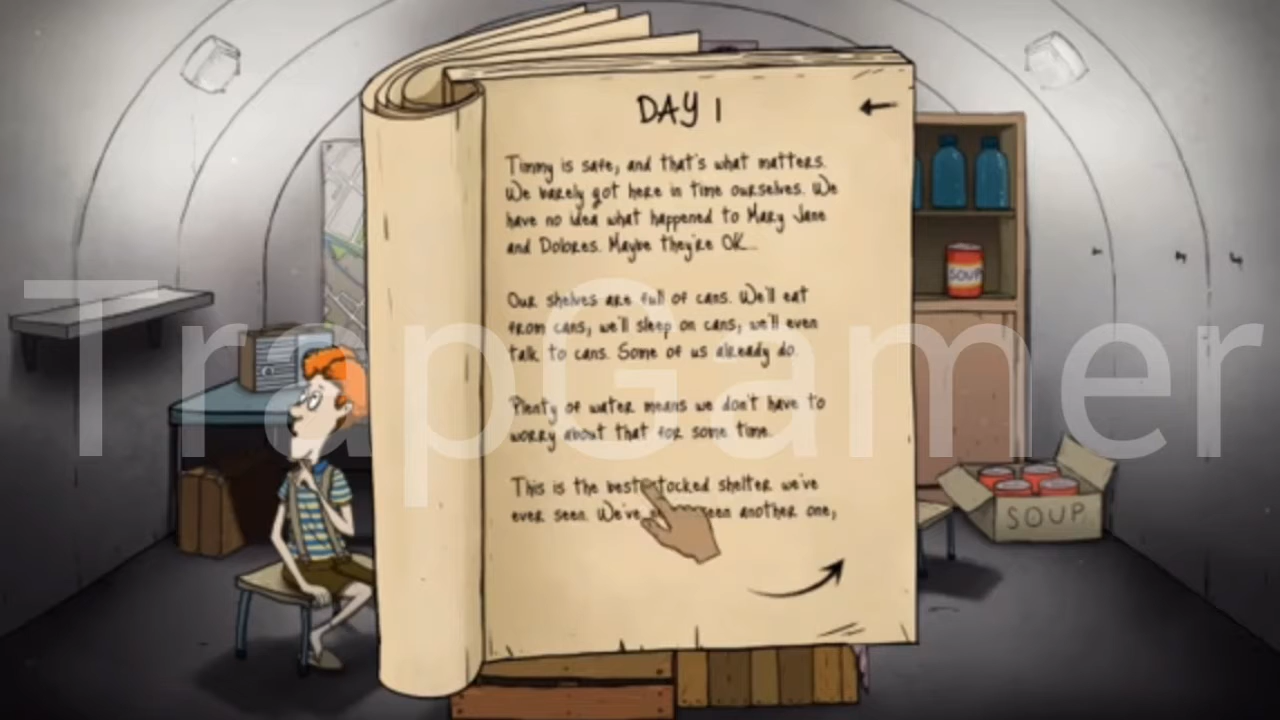 DAY 1
Timmy is safe, and that's what matters.
We barely got here in time ourselves. We
have no idea what happened to Mary Jane
and Dolores. Maybe they're OK...
Our shelves are full of cans. We'll eat
from cans, we'll sleep on cans, we'll even
talk to cans. Some of us already do.
Plenty of water means we don't have to
worry about that for some time.
This is the best stocked shelter we've
ever seen. We've seen another one,
SOUP
SOUP
TrapGamer